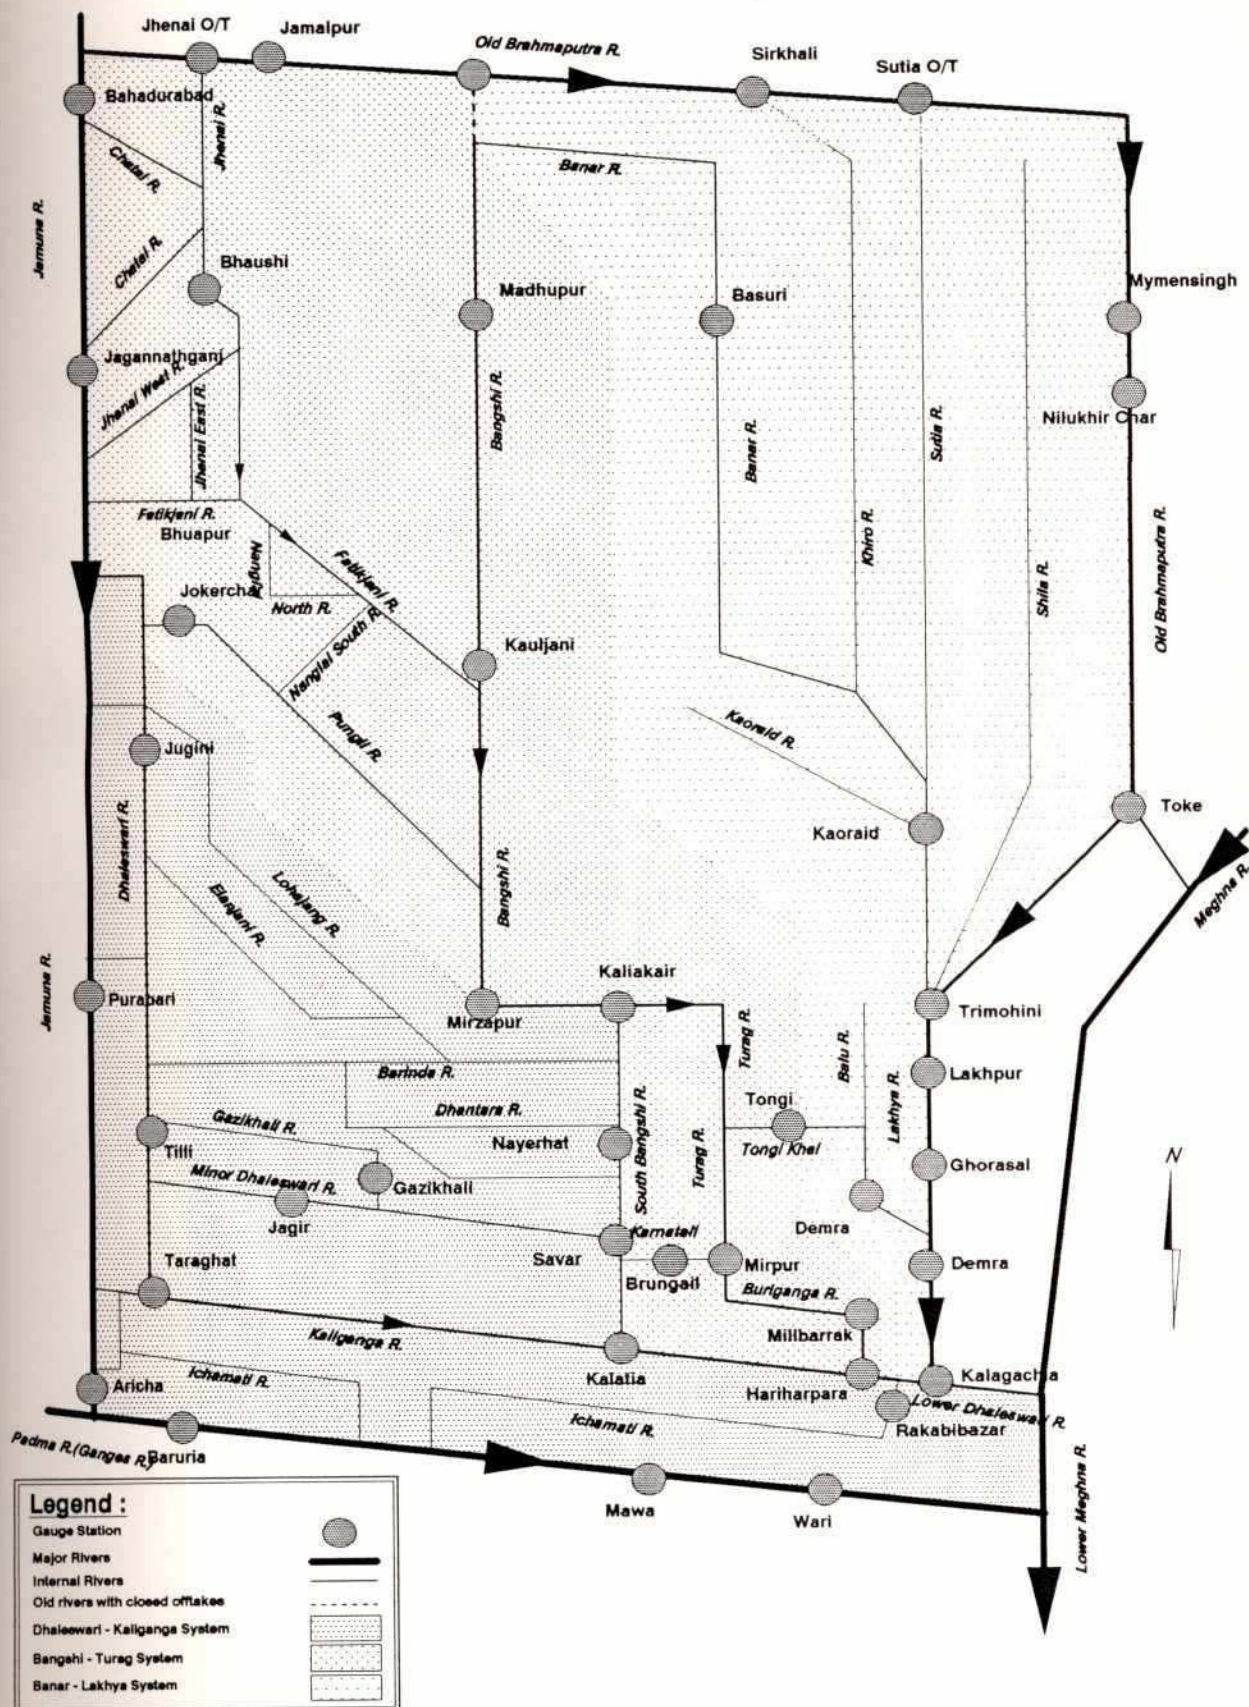 Jhenai O/T
Jamalpur
Old Brahmaputra R.
Sirkhali
Sutia O/T
Bahadurabad
Jhenai R.
Chatal R.
Banar R.
Jamuna R.
Chatal R.
Bhaushi
Madhupur
Basuri
Mymensingh
Jagannathganj
Jhenai West R.
Jhenai East R.
Bangshi R.
Banar R.
Sutia R.
Nilukhir Char
Fatikjani R.
Bhuapur
Khiro R.
Shila R.
Old Brahmaputra R.
Fatikjani R.
Jokerchar
North R.
Nanglai South R.
Kauljani
Pungli R.
Kaoraid R.
Jugini
Kaoraid
Toke
Dhaleswari R.
Elanjani R.
Lohajang R.
Bangshi R.
Meghna R.
Jamuna R.
Purabari
Mirzapur
Kaliakair
Trimohini
Turag R.
Balu R.
Lakhya R.
Lakhpur
Barinda R.
Dhantara R.
Tongi
Gazikhali R.
Tilli
Nayerhat
South Bangshi R.
Turag R.
Tongi Khal
Ghorasal
N
Minor Dhaleswari R.
Gazikhali
Jagir
Demra
Karnatali
Taraghat
Savar
Brungail
Mirpur
Demra
Buriganga R.
Kaliganga R.
Millbarrak
Kalatia
Hariharpara
Kalagachia
Aricha
Ichamati R.
Lower Dhaleswari R.
Ichamati R.
Rakabibazar
Padma R.(Ganges R.)
Baruria
Mawa
Wari
Lower Meghna R.
Legend :
Gauge Station
Major Rivers
Internal Rivers
Old rivers with closed offtakes
Dhaleswari - Kaliganga System
Bangshi - Turag System
Banar - Lakhya System